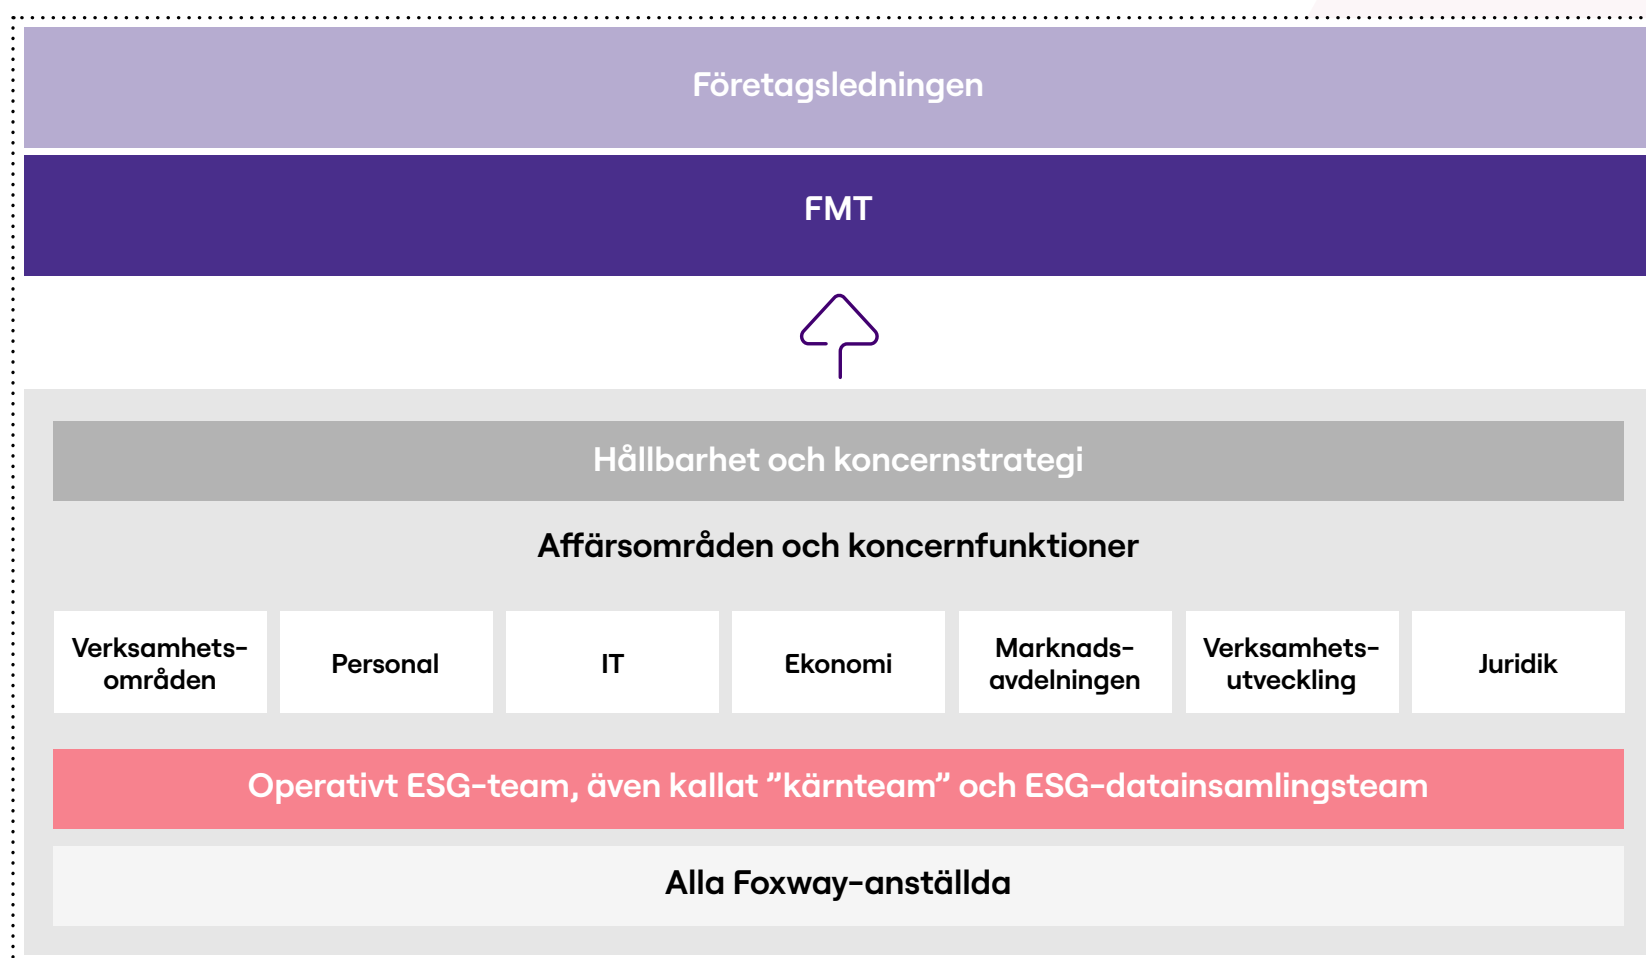 Företagsledningen
FMT
Hållbarhet och koncernstrategi
Affärsområden och koncernfunktioner
Verksamhets-
områden
Personal
IT
Ekonomi
Marknads-
avdelningen
Verksamhets-
utveckling
Juridik
Operativt ESG-team, även kallat ”kärnteam” och ESG-datainsamlingsteam
Alla Foxway-anställda